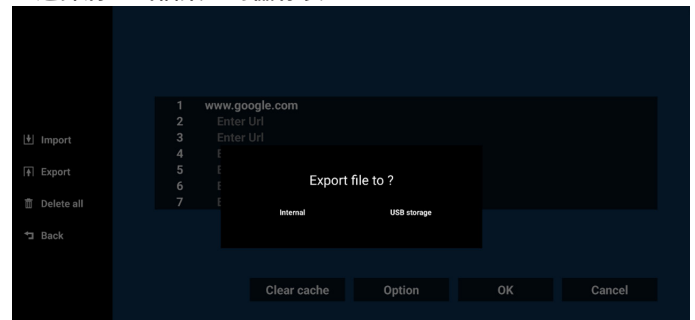 1 www.google.com
2 Enter Url
3 Enter Url
4 E
5 E
6 E
7 E
Import
Export
Delete all
Back
Export file to ?
Internal USB storage
Clear cache Option OK Cancel